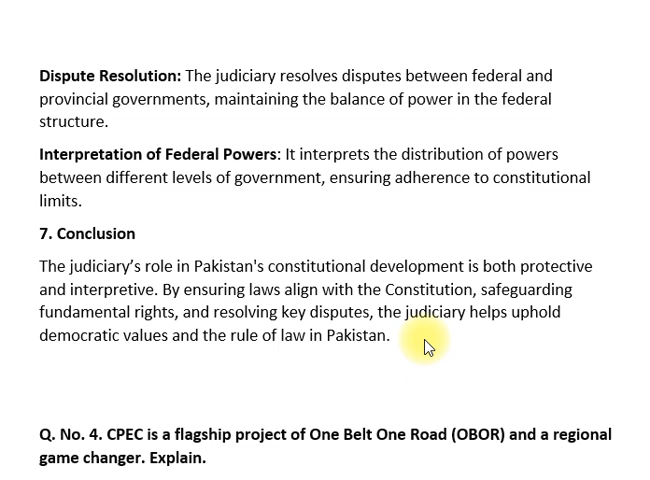 Dispute Resolution: The judiciary resolves disputes between federal and
provincial governments, maintaining the balance of power in the federal
structure.
Interpretation of Federal Powers: It interprets the distribution of powers
between different levels of government, ensuring adherence to constitutional
limits.
7. Conclusion
The judiciary’s role in Pakistan's constitutional development is both protective
and interpretive. By ensuring laws align with the Constitution, safeguarding
fundamental rights, and resolving key disputes, the judiciary helps uphold
democratic values and the rule of law in Pakistan.
Q. No. 4. CPEC is a flagship project of One Belt One Road (OBOR) and a regional
game changer. Explain.